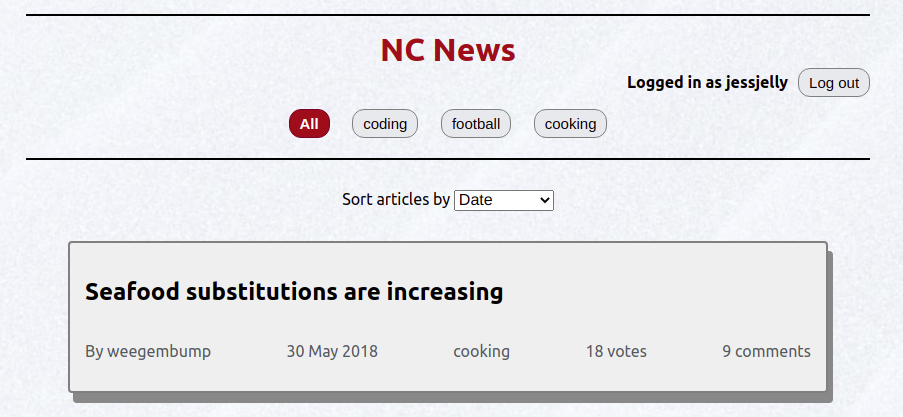 NC News
Logged in as jessjelly Log out
All coding football cooking
Sort articles by Date
Seafood substitutions are increasing
By weegembump 30 May 2018 cooking 18 votes 9 comments